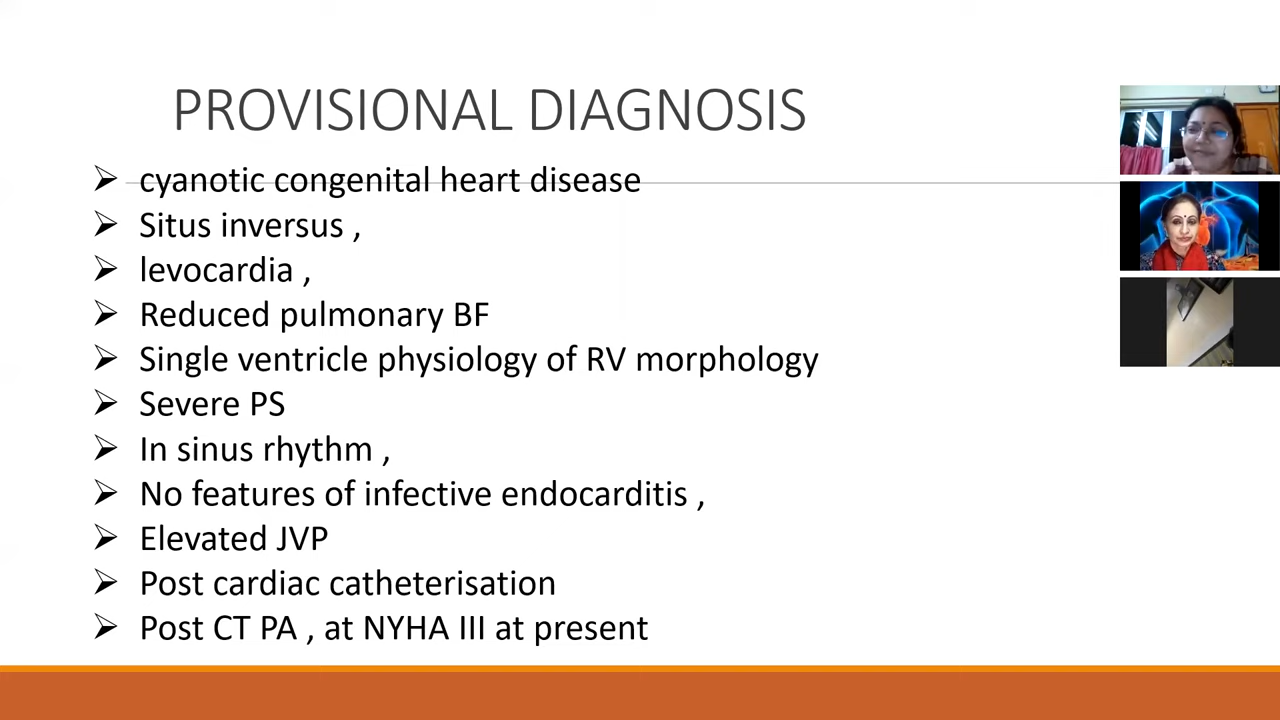 PROVISIONAL DIAGNOSIS
cyanotic congenital heart disease
Situs inversus ,
levocardia ,
Reduced pulmonary BF
Single ventricle physiology of RV morphology
Severe PS
In sinus rhythm ,
No features of infective endocarditis ,
Elevated JVP
Post cardiac catheterisation
Post CT PA , at NYHA III at present